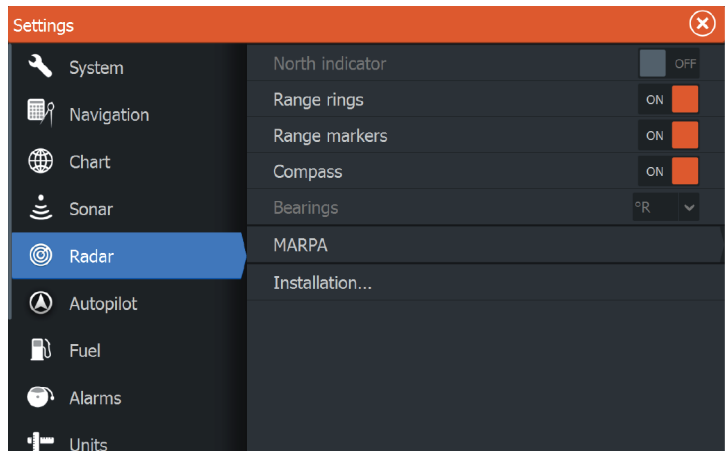 Settings
System
Navigation
Chart
Sonar
Radar
Autopilot
Fuel
Alarms
Units
North indicator OFF
Range rings ON
Range markers ON
Compass ON
Bearings °R
MARPA
Installation...